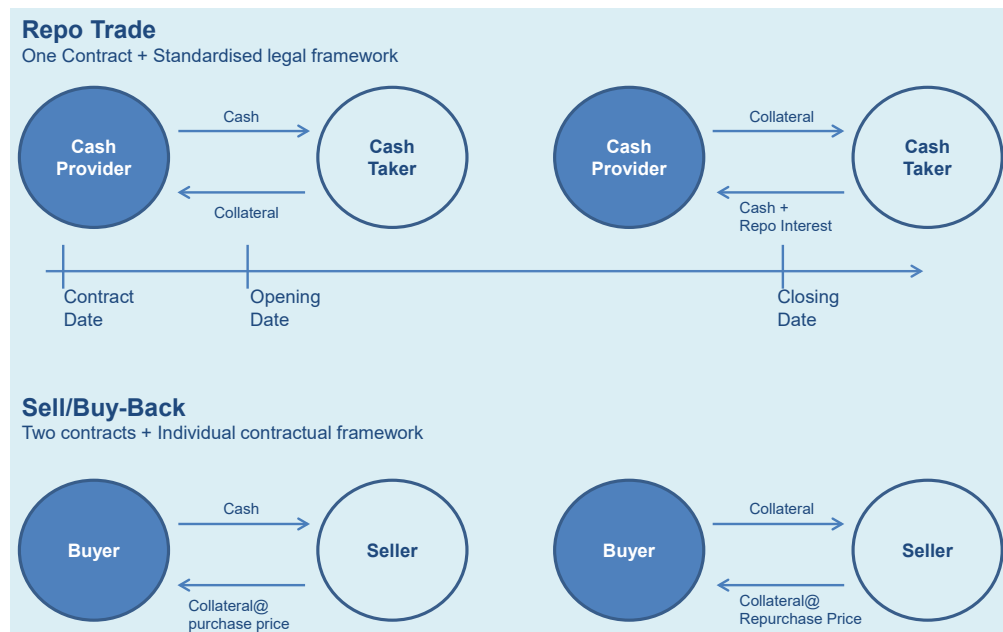 Repo Trade
One Contract + Standardised legal framework
Cash
Provider
Cash
Cash
Taker
Collateral
Cash
Provider
Collateral
Cash
Taker
Cash +
Repo Interest
Contract
Date
Opening
Date
Closing
Date
Sell/Buy-Back
Two contracts + Individual contractual framework
Buyer
Cash
Seller
Collateral@
purchase price
Buyer
Collateral
Seller
Collateral@
Repurchase Price